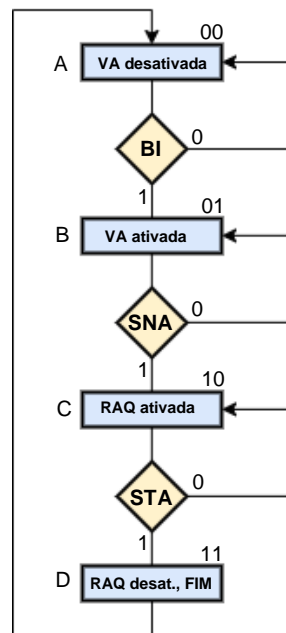 00
A VA desativada
BI 0
1 01
B VA ativada
SNA 0
1 10
C RAQ ativada
STA 0
1 11
D RAQ desat., FIM